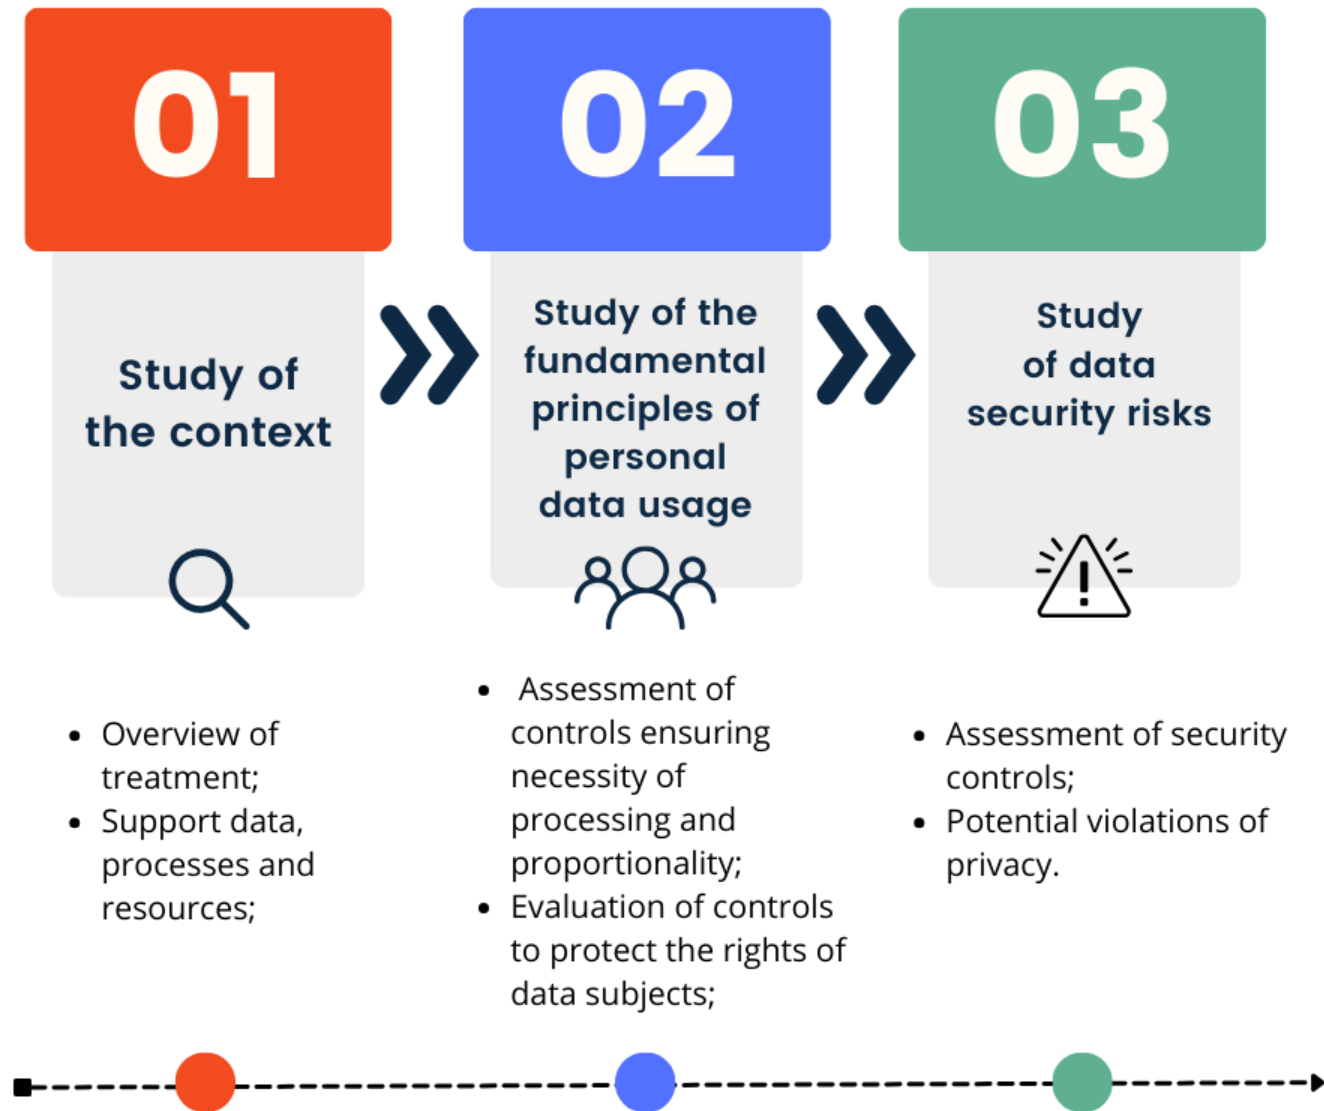 01
Study of
the context
• Overview of
treatment;
• Support data,
processes and
resources;
02
Study of the
fundamental
principles of
personal
data usage
• Assessment of
controls ensuring
necessity of
processing and
proportionality;
• Evaluation of controls
to protect the rights of
data subjects;
03
Study
of data
security risks
• Assessment of security
controls;
• Potential violations of
privacy.